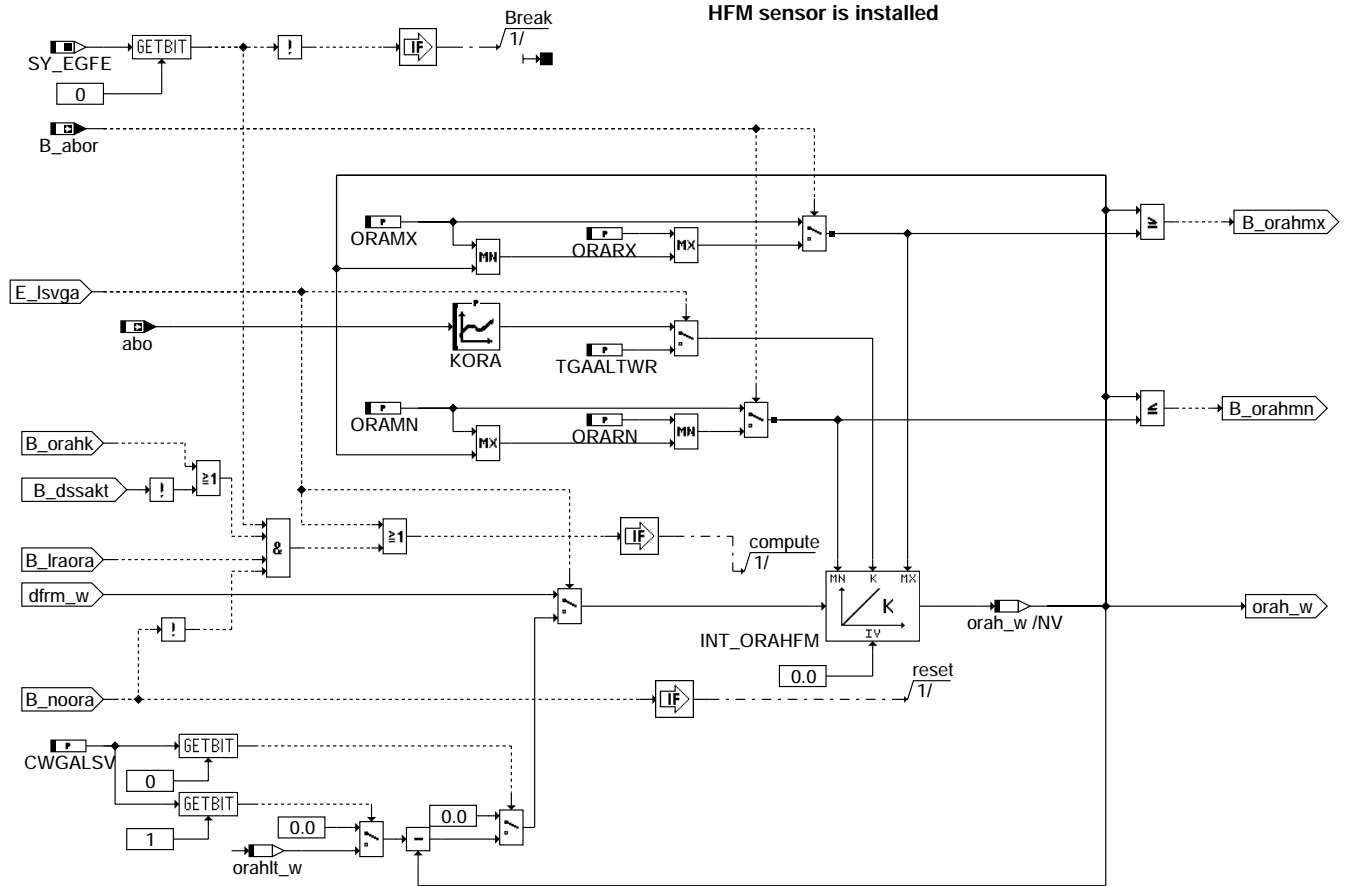 HFM sensor is installed
Break
1/
SY_EGFE
GETBIT
!
IF
0
B_abor
P
ORAMX
MN
P
ORARX
MX
≥
B_orahmx
E_lsvga
abo
P
KORA
P
TGAALTWR
P
ORAMN
MX
P
ORARN
MN
≤
B_orahmn
B_orahk
B_dssakt
!
≥1
B_lraora
&
≥1
IF
compute
1/
dfrm_w
MN K MX
K
IV
INT_ORAHFM
orah_w /NV
orah_w
!
0.0
B_noora
IF
reset
1/
P
CWGALSV
GETBIT
0
GETBIT
1
0.0
0.0
-
orahlt_w